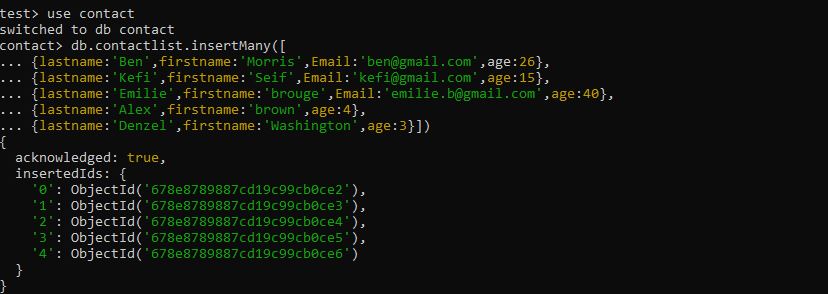 test> use contact
switched to db contact
contact> db.contactlist.insertMany([
... {lastname:'Ben',firstname:'Morris',Email:'ben@gmail.com',age:26},
... {lastname:'Kefi',firstname:'Seif',Email:'kefi@gmail.com',age:15},
... {lastname:'Emilie',firstname:'brouge',Email:'emilie.b@gmail.com',age:40},
... {lastname:'Alex',firstname:'brown',age:4},
... {lastname:'Denzel',firstname:'Washington',age:3}])
{
  acknowledged: true,
  insertedIds: {
    '0': ObjectId('678e8789887cd19c99cb0ce2'),
    '1': ObjectId('678e8789887cd19c99cb0ce3'),
    '2': ObjectId('678e8789887cd19c99cb0ce4'),
    '3': ObjectId('678e8789887cd19c99cb0ce5'),
    '4': ObjectId('678e8789887cd19c99cb0ce6')
  }
}